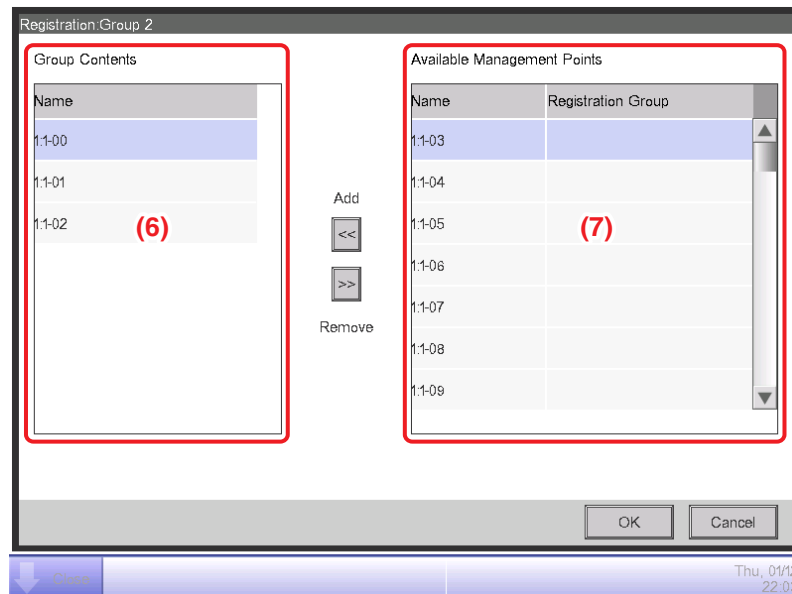 Registration:Group 2
Group Contents
Name
1:1-00
1:1-01
1:1-02
(6)
Add
<<
>>
Remove
Available Management Points
Name Registration Group
1:1-03
1:1-04
1:1-05
(7)
1:1-06
1:1-07
1:1-08
1:1-09
OK Cancel
Close
Thu, 01/12
22:0